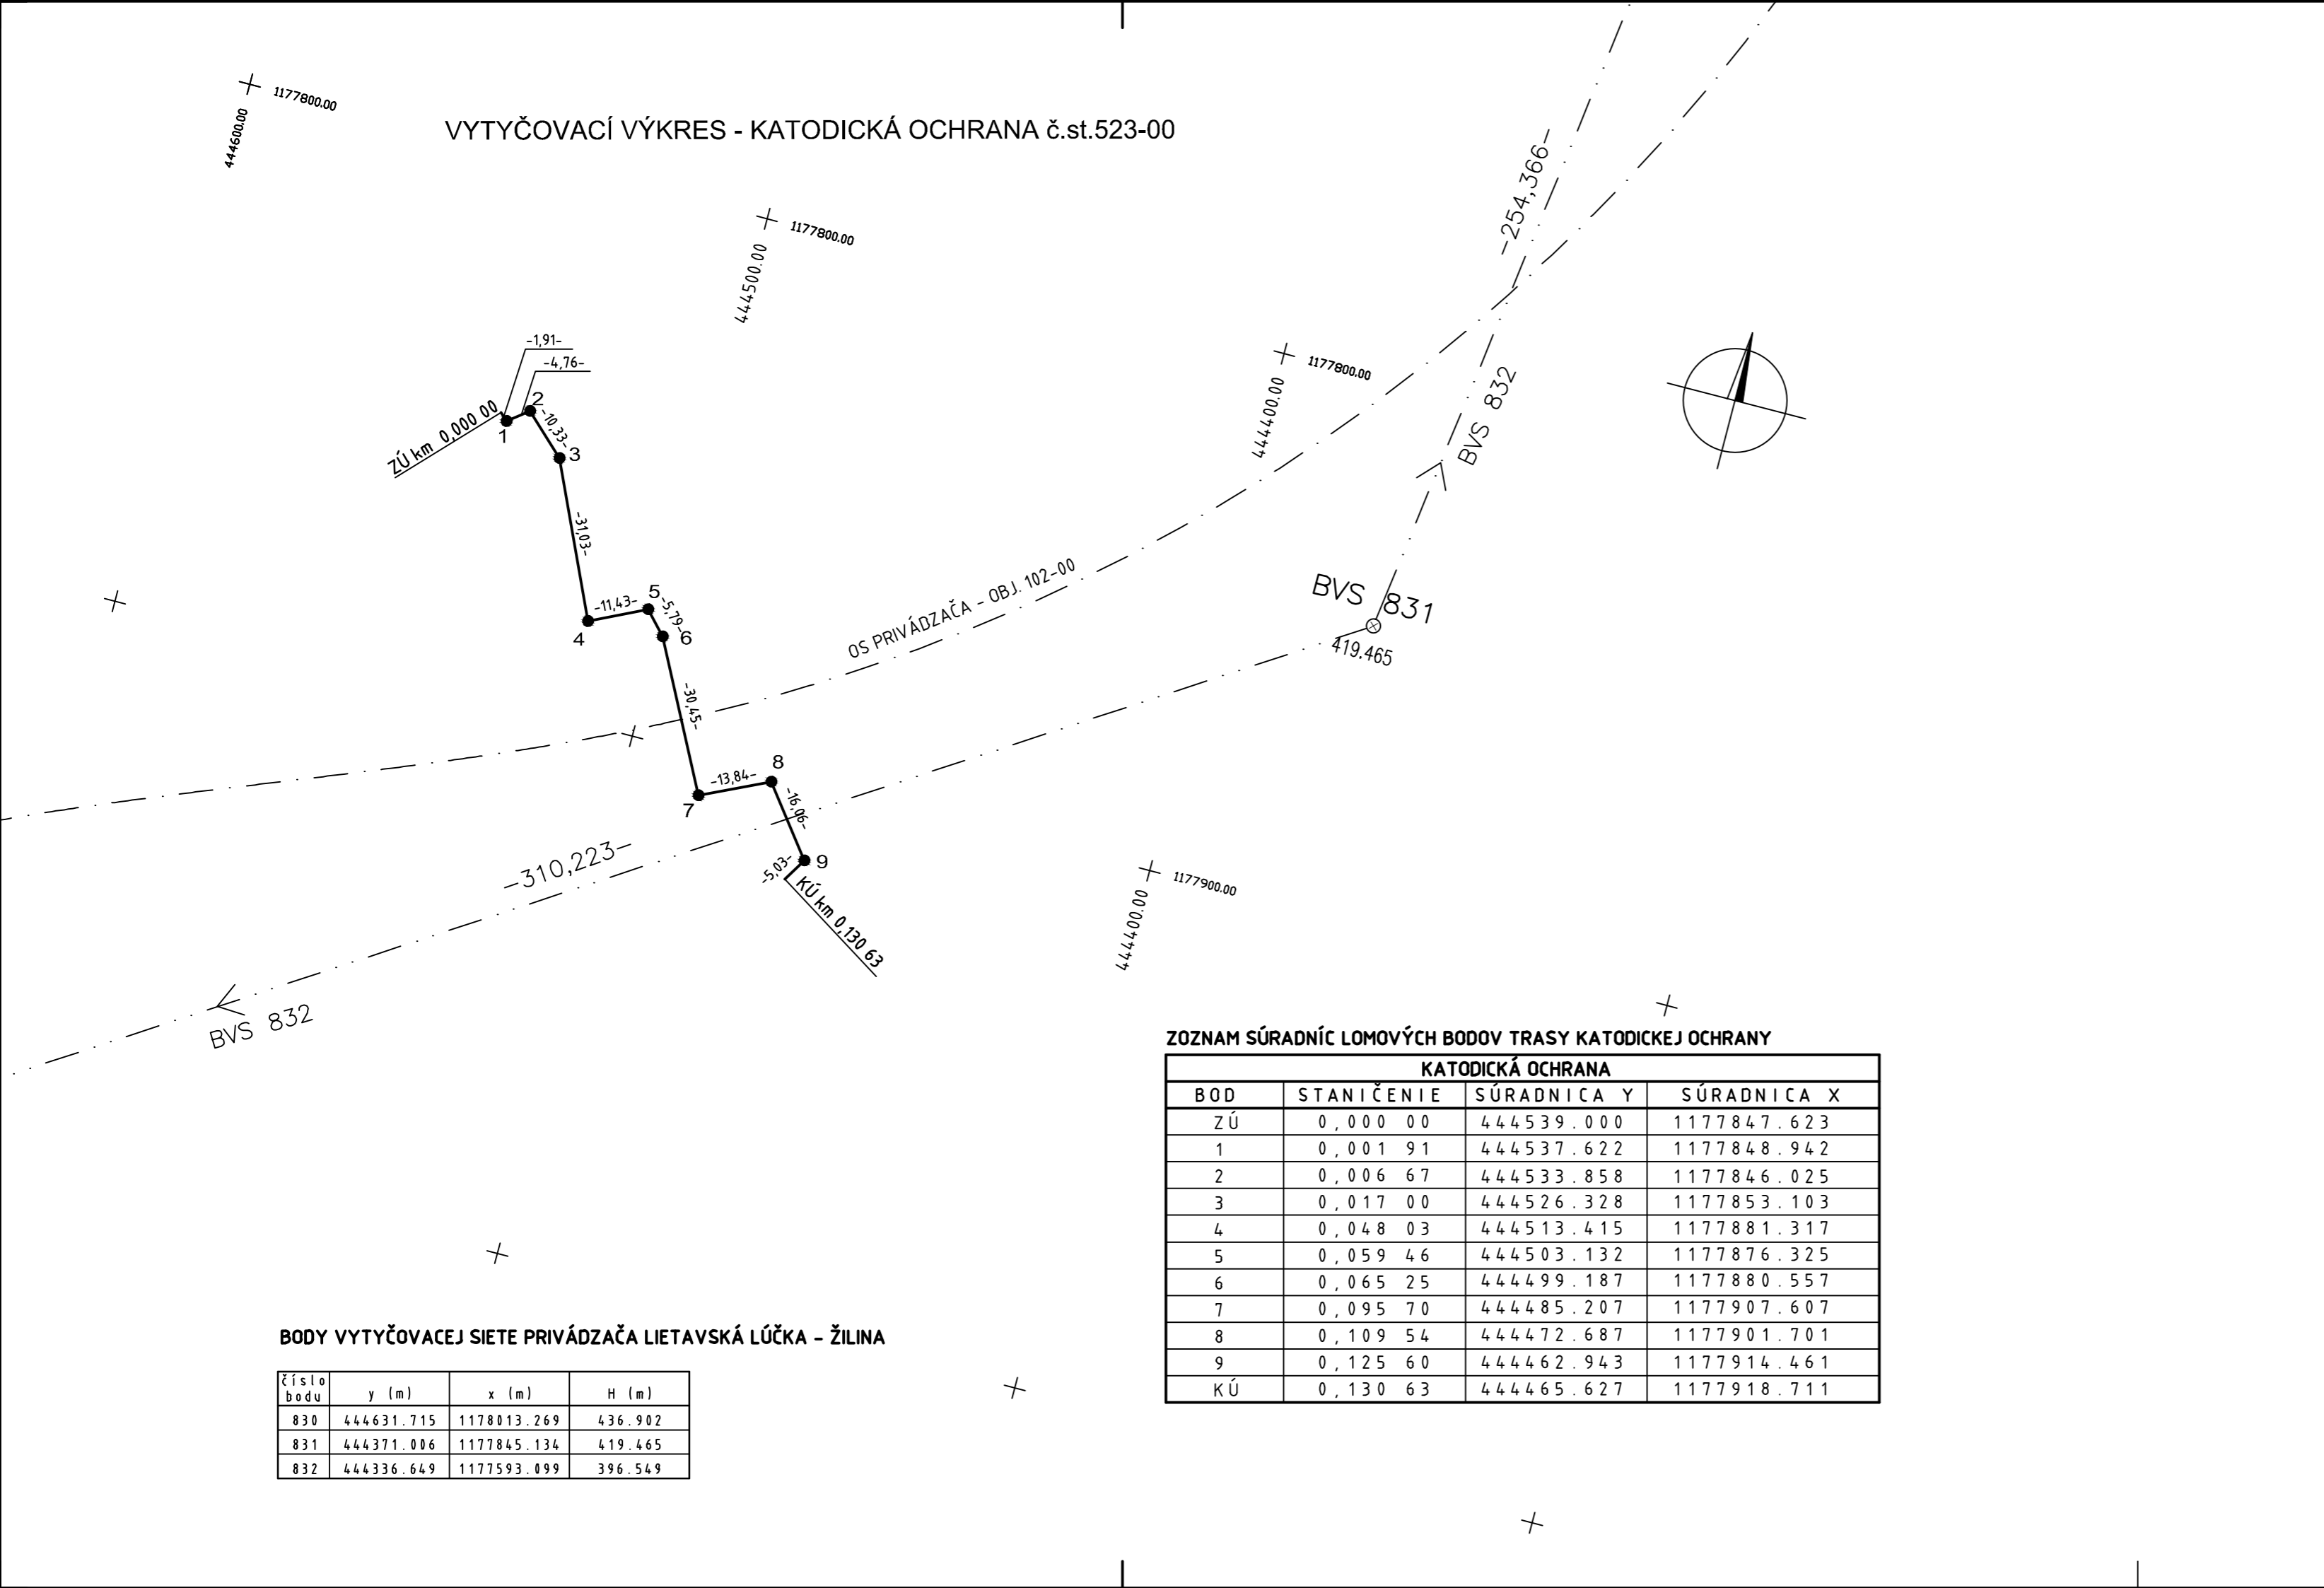 VYTYČOVACÍ VÝKRES - KATODICKÁ OCHRANA č.st.523-00
1177800.00
444600.00
1177800.00
444500.00
1177800.00
444400.00
1177900.00
444400.00
-254,366-
BVS 832
BVS 831
419.465
OS PRIVÁDZAČA - OBJ. 102-00
-310,223-
BVS 832
ZÚ km 0,000 00
-1,91-
-4,76-
1
2
-10,33-
3
-31,03-
4
-11,43-
5
-5,79-
6
-30,45-
7
-13,84-
8
-16,06-
9
-5,03-
KÚ km 0,130 63
ZOZNAM SÚRADNÍC LOMOVÝCH BODOV TRASY KATODICKEJ OCHRANY
KATODICKÁ OCHRANA
BOD STANIČENIE SÚRADNICA Y SÚRADNICA X
ZÚ 0,000 00 444539.000 1177847.623
1 0,001 91 444537.622 1177848.942
2 0,006 67 444533.858 1177846.025
3 0,017 00 444526.328 1177853.103
4 0,048 03 444513.415 1177881.317
5 0,059 46 444503.132 1177876.325
6 0,065 25 444499.187 1177880.557
7 0,095 70 444485.207 1177907.607
8 0,109 54 444472.687 1177901.701
9 0,125 60 444462.943 1177914.461
KÚ 0,130 63 444465.627 1177918.711
BODY VYTYČOVACEJ SIETE PRIVÁDZAČA LIETAVSKÁ LÚČKA - ŽILINA
číslo bodu y (m) x (m) H (m)
830 444631.715 1178013.269 436.902
831 444371.006 1177845.134 419.465
832 444336.649 1177593.099 396.549